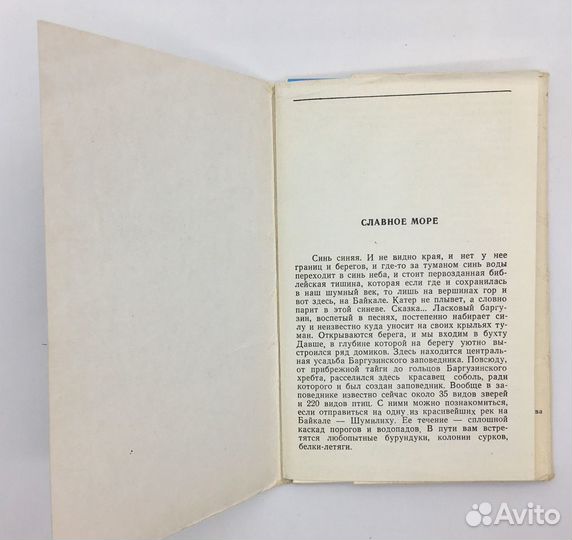 СЛАВНОЕ МОРЕ
Синь синяя. И не видно края, и нет у нее
границ и берегов, и где-то за туманом синь воды
переходит в синь неба, и стоит первозданная биб-
лейская тишина, которая если где и сохранилась
в наш шумный век, то лишь на вершинах гор и
вот здесь, на Байкале. Катер не плывет, а словно
парит в этой синеве. Сказка... Ласковый баргу-
зин, воспетый в песнях, постепенно набирает си-
лу и неизвестно куда уносит на своих крыльях ту-
ман. Открываются берега, и мы входим в бухту
Давше, в глубине которой на берегу уютно вы-
строился ряд домиков. Здесь находится централь-
ная усадьба Баргузинского заповедника. Повсюду,
от прибрежной тайги до гольцов Баргузинского
хребта, расселился здесь красавец соболь, ради
которого и был создан заповедник. Вообще в за-
поведнике известно сейчас около 35 видов зверей
и 220 видов птиц. С ними можно познакомиться,
если отправиться на одну из красивейших рек на
Байкале — Шумилиху. Ее течение — сплошной
каскад порогов и водопадов. В пути вам встре-
тятся любопытные бурундуки, колонии сурков,
белки-летяги.
ва
Avito